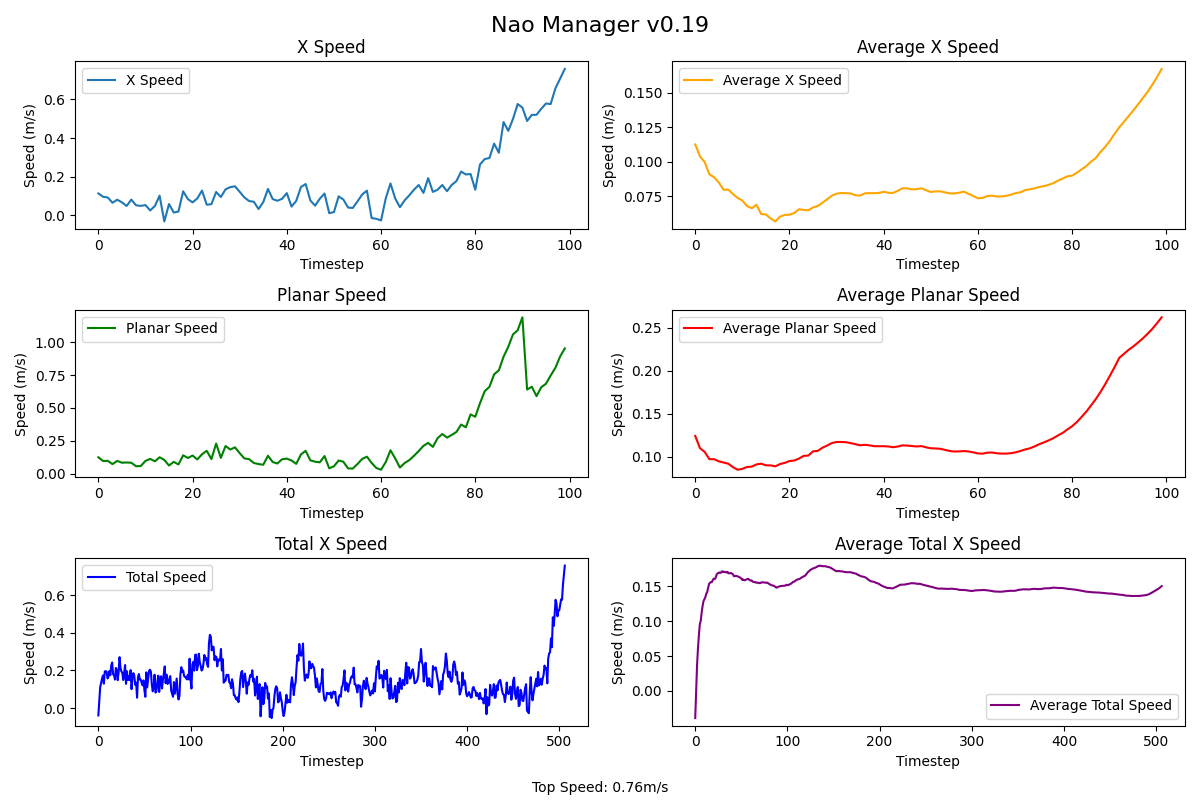 Nao Manager v0.19
X Speed
X Speed
Speed (m/s)
0.6
0.4
0.2
0.0
0 20 40 60 80 100
Timestep
Average X Speed
Average X Speed
Speed (m/s)
0.150
0.125
0.100
0.075
0 20 40 60 80 100
Timestep
Planar Speed
Planar Speed
Speed (m/s)
1.00
0.75
0.50
0.25
0.00
0 20 40 60 80 100
Timestep
Average Planar Speed
Average Planar Speed
Speed (m/s)
0.25
0.20
0.15
0.10
0 20 40 60 80 100
Timestep
Total X Speed
Total Speed
Speed (m/s)
0.6
0.4
0.2
0.0
0 100 200 300 400 500
Timestep
Average Total X Speed
Speed (m/s)
0.15
0.10
0.05
0.00
Average Total Speed
0 100 200 300 400 500
Timestep
Top Speed: 0.76m/s